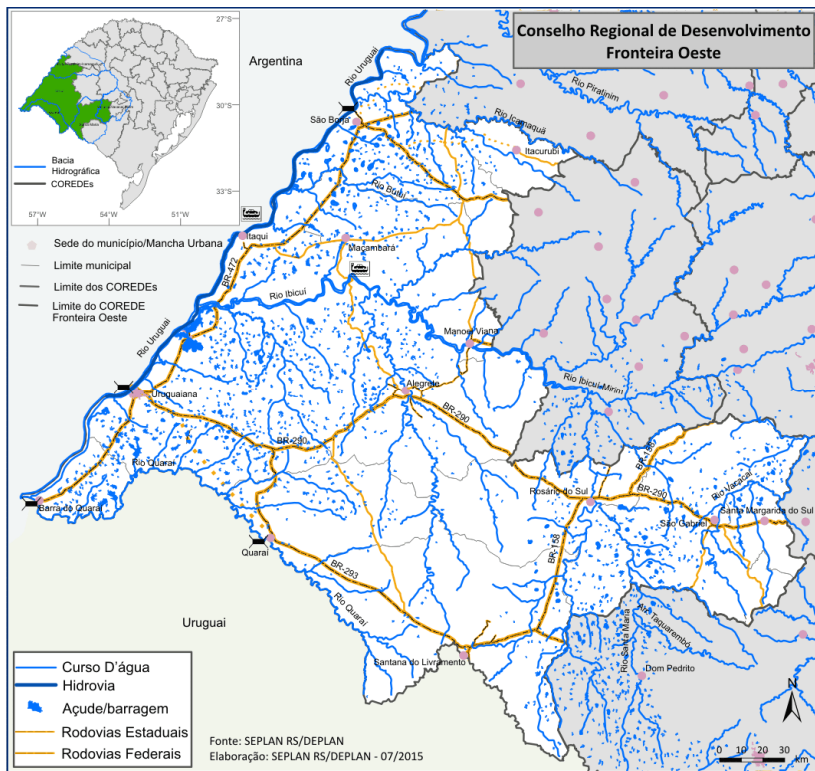 Conselho Regional de Desenvolvimento
Fronteira Oeste
27°S
30°S
33°S
57°W
54°W
51°W
Bacia
Hidrográfica
COREDEs
Argentina
Rio Uruguai
São Borja
Rio Piratinim
Rio Icamaquã
Itacurubi
Rio Butuí
Itaqui
Maçambará
BR-472
Sede do município/Mancha Urbana
Limite municipal
Limite dos COREDEs
Limite do COREDE
Fronteira Oeste
Rio Ibicuí
Rio Uruguai
Manoel Viana
Rio Ibicuí-Mirim
Uruguaiana
Alegrete
BR-290
BR-290
Rio Quaraí
Barra do Quaraí
Rosário do Sul
BR-290
Rio Vacacaí
Santa Margarida do Sul
São Gabriel
Quaraí
BR-293
BR-158
Rio Quaraí
Uruguai
Santana do Livramento
Rio Santa Maria
Arr. Taquarembó
Dom Pedrito
Curso D'água
Hidrovia
Açude/barragem
Rodovias Estaduais
Rodovias Federais
Fonte: SEPLAN RS/DEPLAN
Elaboração: SEPLAN RS/DEPLAN - 07/2015
N
0 10 20 30
km